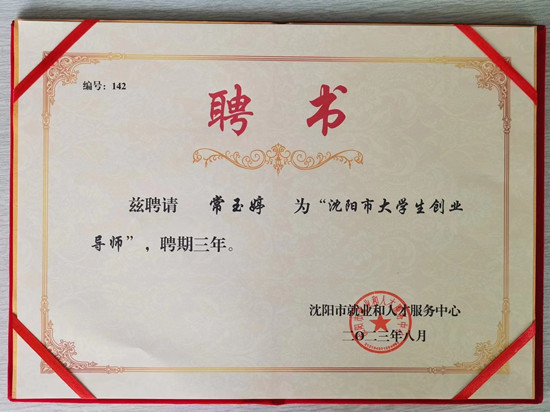 编号：142
聘书
兹聘请 常玉婷 为“沈阳市大学生创业
导师”，聘期三年。
沈阳市就业和人才服务中心
二〇二三年八月